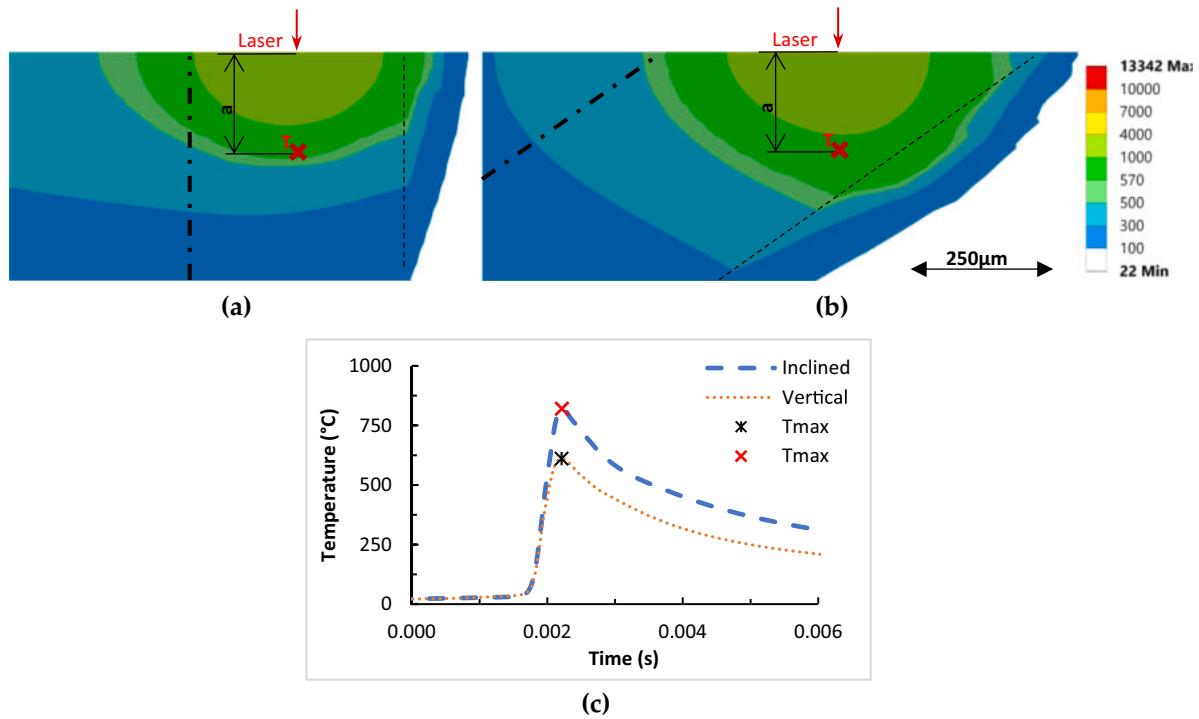 Laser
a
T
(a)
Laser
a
T
250µm
(b)
13342 Max
10000
7000
4000
1000
570
500
300
100
22 Min
1000
750
500
250
0
Temperature (°C)
0.000
0.002
0.004
0.006
Time (s)
Inclined
Vertical
Tmax
Tmax
(c)